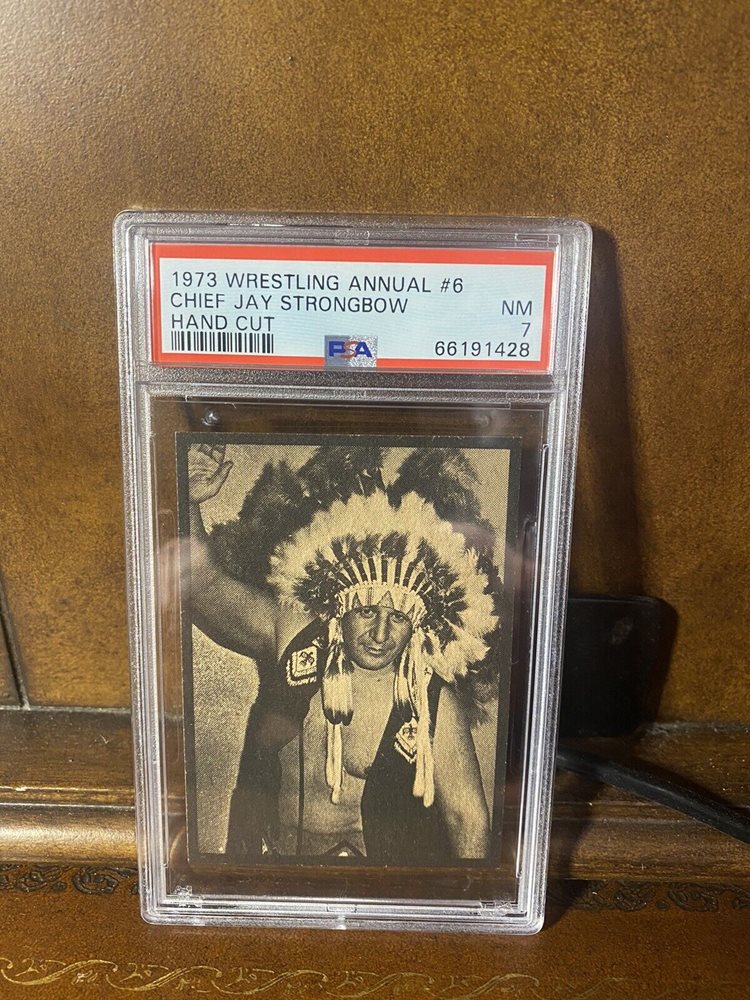 1973 WRESTLING ANNUAL #6
CHIEF JAY STRONGBOW NM
HAND CUT 7
PSA 66191428